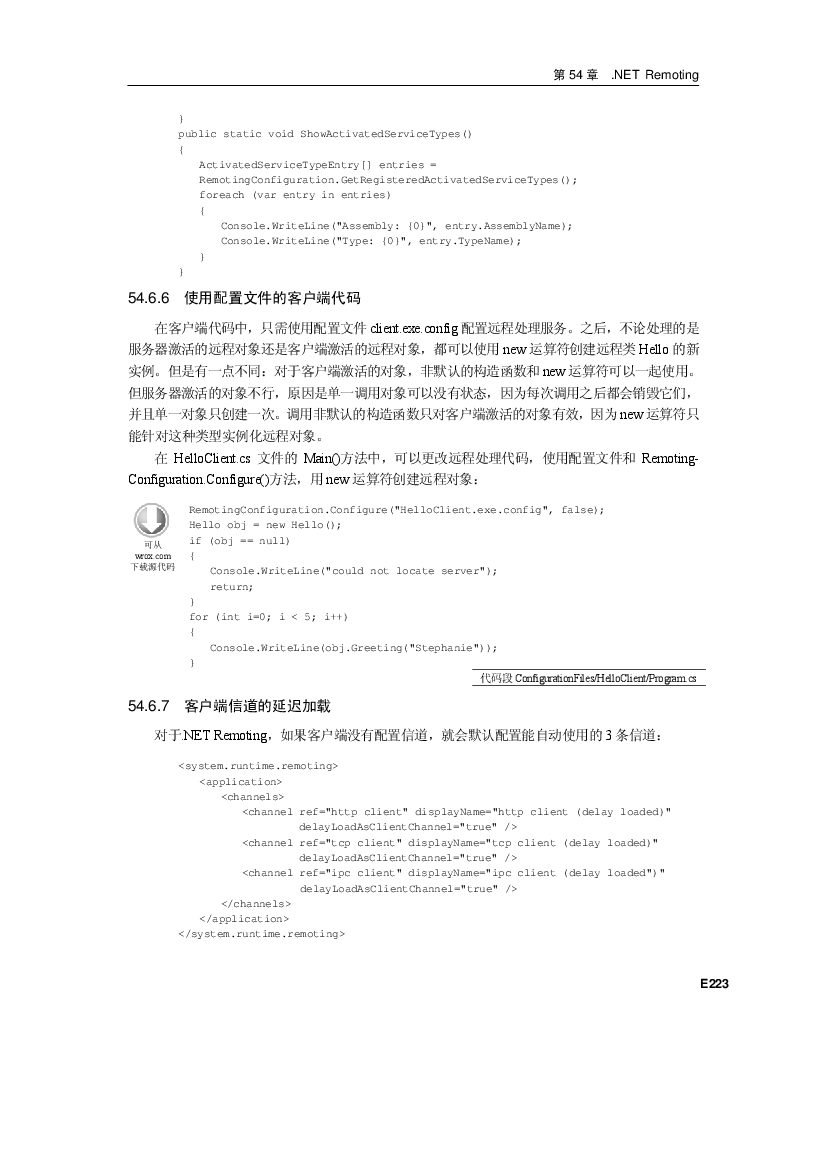 第 54 章 .NET Remoting
}
public static void ShowActivatedServiceTypes()
{
ActivatedServiceTypeEntry[] entries =
RemotingConfiguration.GetRegisteredActivatedServiceTypes();
foreach (var entry in entries)
{
Console.WriteLine("Assembly: {0}", entry.AssemblyName);
Console.WriteLine("Type: {0}", entry.TypeName);
}
}
54.6.6 使用配置文件的客户端代码
在客户端代码中，只需使用配置文件 client.exe.config 配置远程处理服务。之后，不论处理的是
服务器激活的远程对象还是客户端激活的远程对象，都可以使用 new 运算符创建远程类 Hello 的新
实例。但是有一点不同：对于客户端激活的对象，非默认的构造函数和 new 运算符可以一起使用。
但服务器激活的对象不行，原因是单一调用对象可以没有状态，因为每次调用之后都会销毁它们，
并且单一对象只创建一次。调用非默认的构造函数只对客户端激活的对象有效，因为 new 运算符只
能针对这种类型实例化远程对象。
在 HelloClient.cs 文件的 Main()方法中，可以更改远程处理代码，使用配置文件和 Remoting-
Configuration.Configure()方法，用 new 运算符创建远程对象：
可从
wrox.com
下载源代码
RemotingConfiguration.Configure("HelloClient.exe.config", false);
Hello obj = new Hello();
if (obj == null)
{
Console.WriteLine("could not locate server");
return;
}
for (int i=0; i < 5; i++)
{
Console.WriteLine(obj.Greeting("Stephanie"));
}
代码段 ConfigurationFiles/HelloClient/Program.cs
54.6.7 客户端信道的延迟加载
对于.NET Remoting，如果客户端没有配置信道，就会默认配置能自动使用的 3 条信道：
<system.runtime.remoting>
<application>
<channels>
<channel ref="http client" displayName="http client (delay loaded)"
delayLoadAsClientChannel="true" />
<channel ref="tcp client" displayName="tcp client (delay loaded)"
delayLoadAsClientChannel="true" />
<channel ref="ipc client" displayName="ipc client (delay loaded")"
delayLoadAsClientChannel="true" />
</channels>
</application>
</system.runtime.remoting>
E223